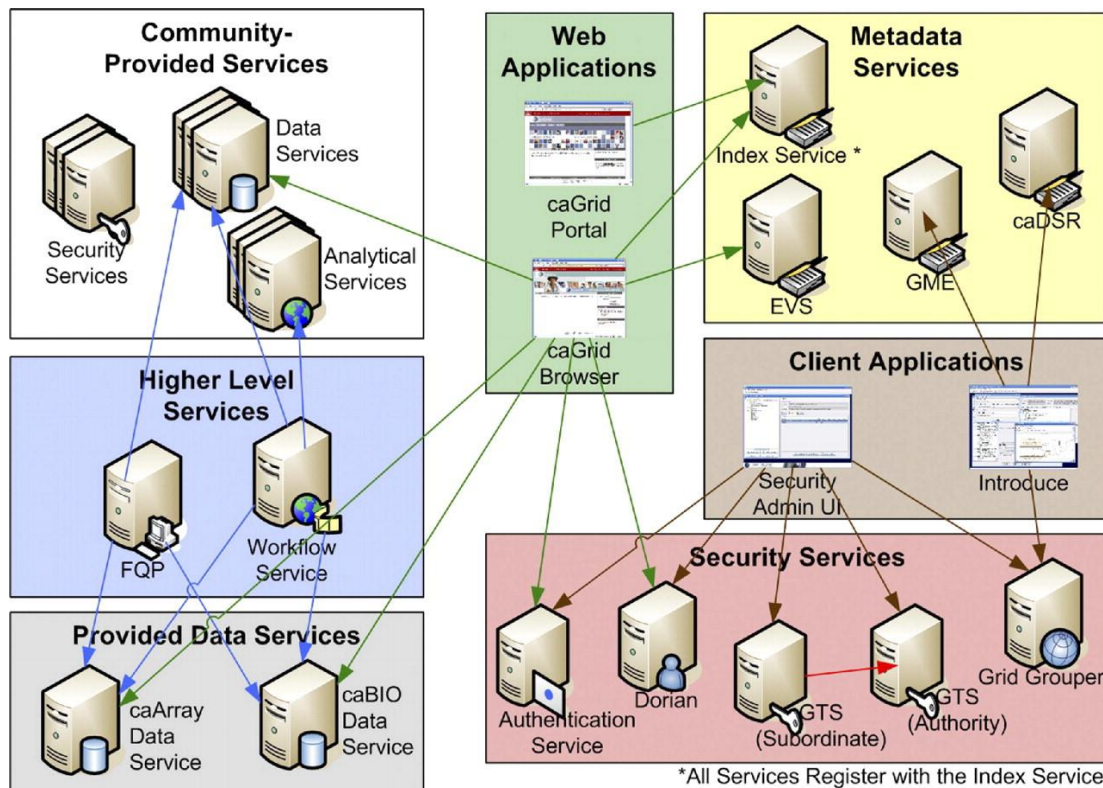 Community-
Provided Services
Data
Services
Security
Services
Analytical
Services
Web
Applications
caGrid
Portal
caGrid
Browser
Metadata
Services
Index Service *
EVS
GME
caDSR
Higher Level
Services
FQP
Workflow
Service
Client Applications
Security
Admin UI
Introduce
Provided Data Services
caArray
Data
Service
caBIO
Data
Service
Security Services
Authentication
Service
Dorian
GTS
(Subordinate)
GTS
(Authority)
Grid Grouper
*All Services Register with the Index Service